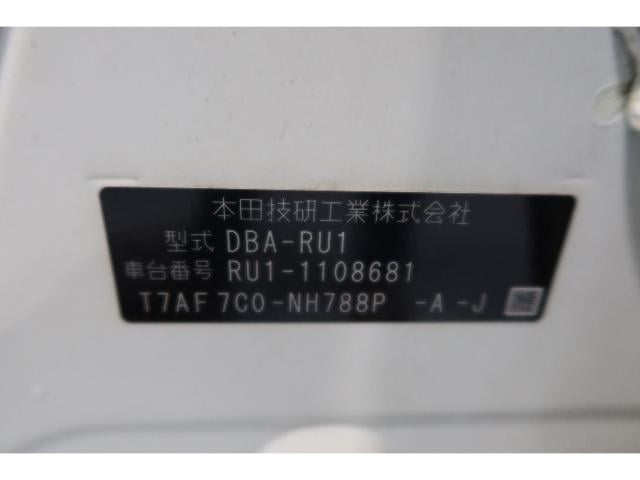 本田技研工業株式会社
型式 DBA-RU1
車台番号 RU1-1108681
T7AF 7C0-NH788P -A -J